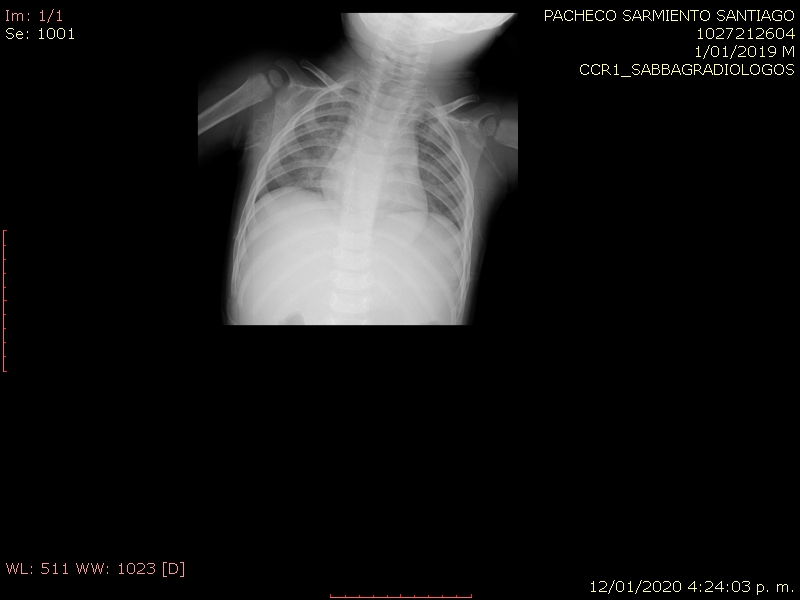 Im: 1/1
Se: 1001
PACHECO SARMIENTO SANTIAGO
1027212604
1/01/2019 M
CCR1_SABBAGRADIOLOGOS
WL: 511 WW: 1023 [D]
12/01/2020 4:24:03 p. m.